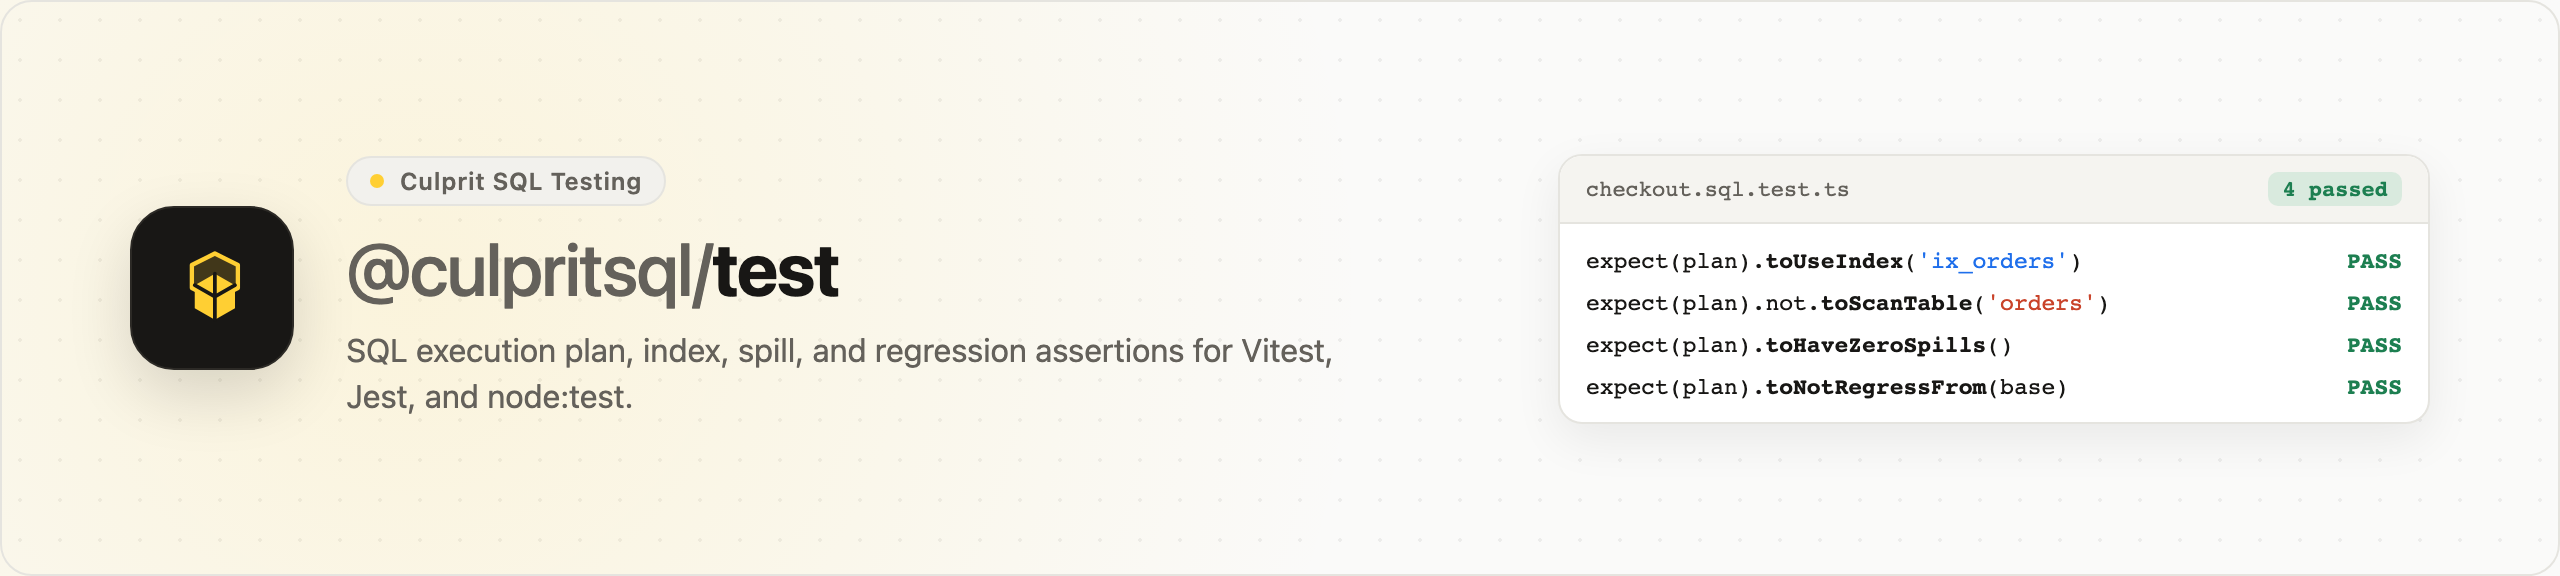 Culprit SQL Testing
@culpritsql/test
SQL execution plan, index, spill, and regression assertions for Vitest,
Jest, and node:test.
checkout.sql.test.ts
4 passed
expect(plan).toUseIndex('ix_orders') PASS
expect(plan).not.toScanTable('orders') PASS
expect(plan).toHaveZeroSpills() PASS
expect(plan).toNotRegressFrom(base) PASS